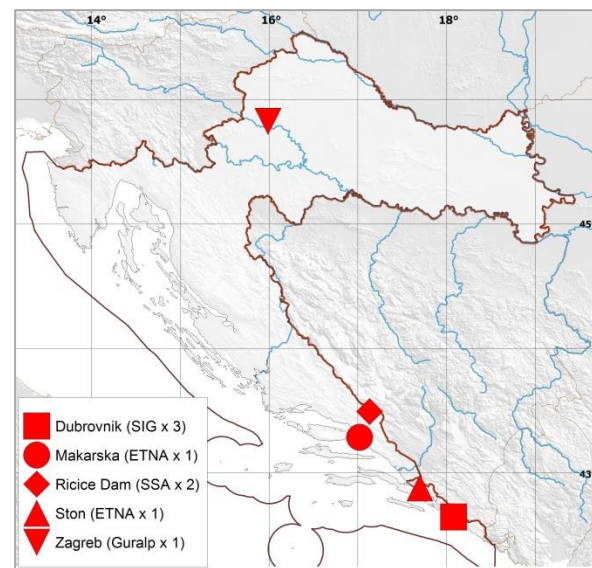 14° 16° 18°
45
43
Dubrovnik (SIG x 3)
Makarska (ETNA x 1)
Ricice Dam (SSA x 2)
Ston (ETNA x 1)
Zagreb (Guralp x 1)